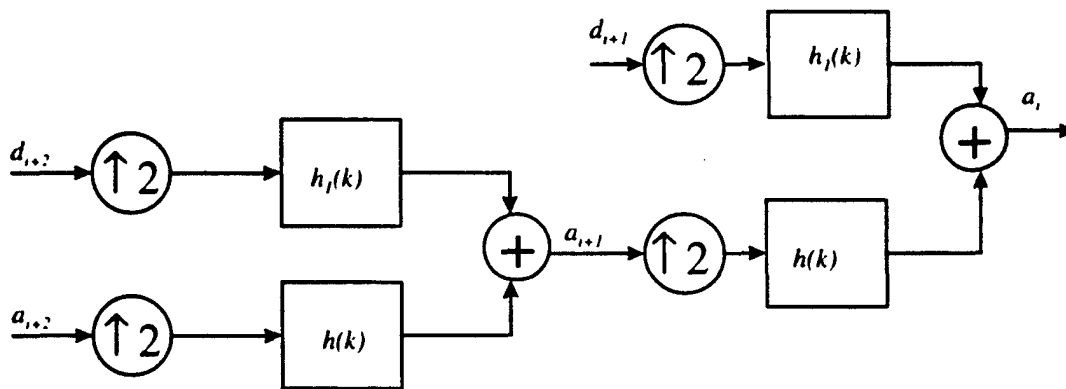 d_{i+1} ↑2 h_1(k)
a_i
+
d_{i+2} ↑2 h_1(k)
+ a_{i+1} ↑2 h(k)
a_{i+2} ↑2 h(k)